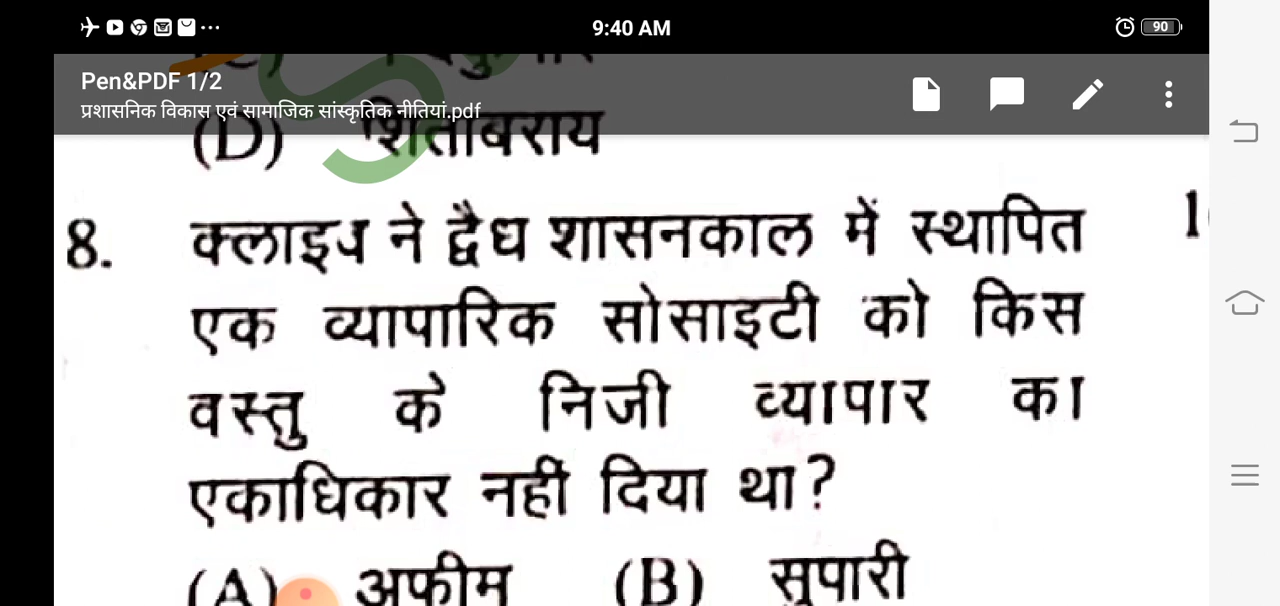 9:40 AM
90
Pen&PDF 1/2
प्रशासनिक विकास एवं सामाजिक सांस्कृतिक नीतियां.pdf
(D) शिताबराय
8. क्लाइव ने द्वैध शासनकाल में स्थापित
एक व्यापारिक सोसाइटी को किस
वस्तु के निजी व्यापार का
एकाधिकार नहीं दिया था?
(A) अफीम (B) सुपारी